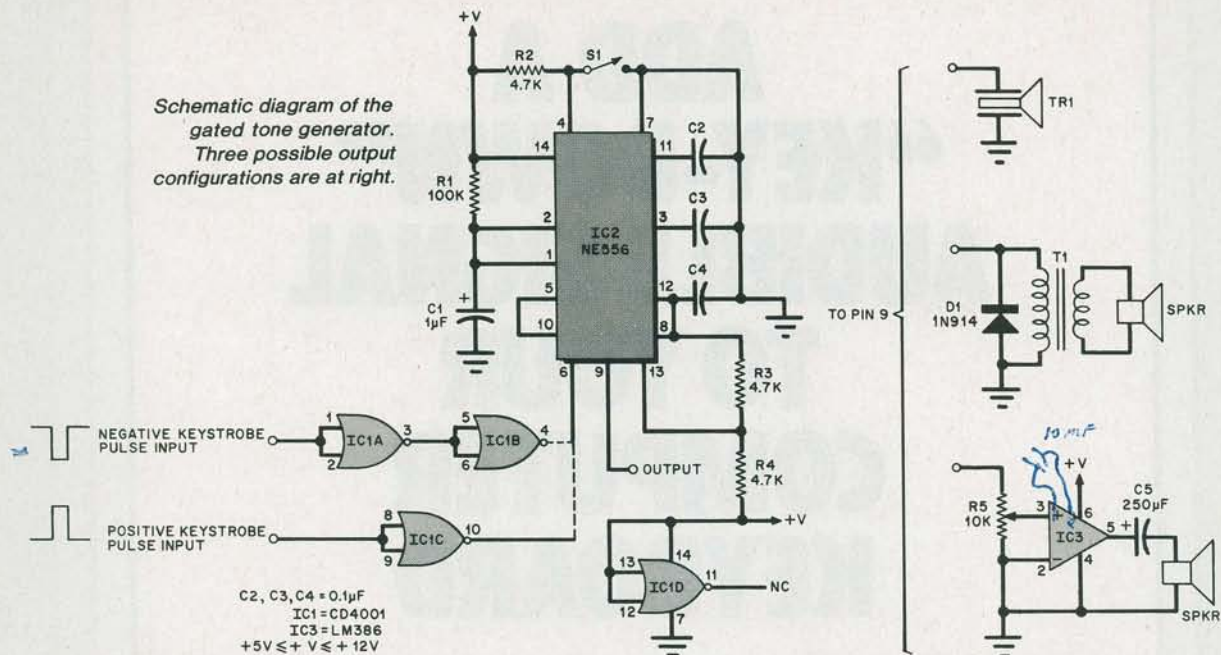 Schematic diagram of the
gated tone generator.
Three possible output
configurations are at right.
+V
R2
4.7K
S1
4
7
14
11
C2
R1
100K
2
3
C3
IC2
NE556
1
C1
+
1µF
5
10
12
C4
8
6
9
13
R3
4.7K
OUTPUT
R4
4.7K
+V
NEGATIVE KEYSTROBE
PULSE INPUT
1
2
IC1A
3
5
6
IC1B
4
POSITIVE KEYSTROBE
PULSE INPUT
8
9
IC1C
10
13
12
IC1D
14
11
NC
7
C2, C3, C4 = 0.1µF
IC1 = CD4001
IC3 = LM386
+5V ≤ + V ≤ + 12V
TO PIN 9
TR1
D1
1N914
T1
SPKR
10 MF
+V
R5
10K
3
+
6
IC3
−
2
4
5
+
C5
250µF
SPKR